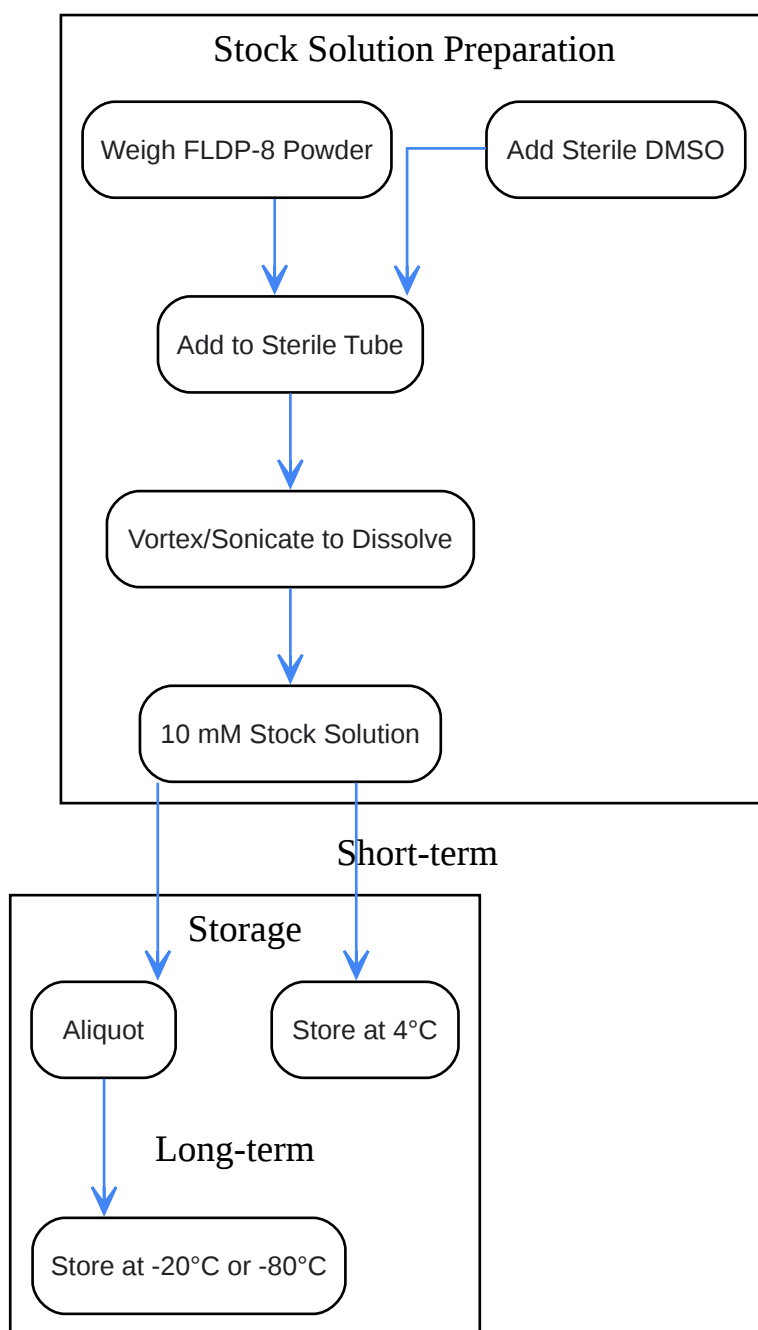 Stock Solution Preparation
Weigh FLDP-8 Powder
Add Sterile DMSO
Add to Sterile Tube
Vortex/Sonicate to Dissolve
10 mM Stock Solution
Short-term
Storage
Aliquot
Store at 4°C
Long-term
Store at -20°C or -80°C